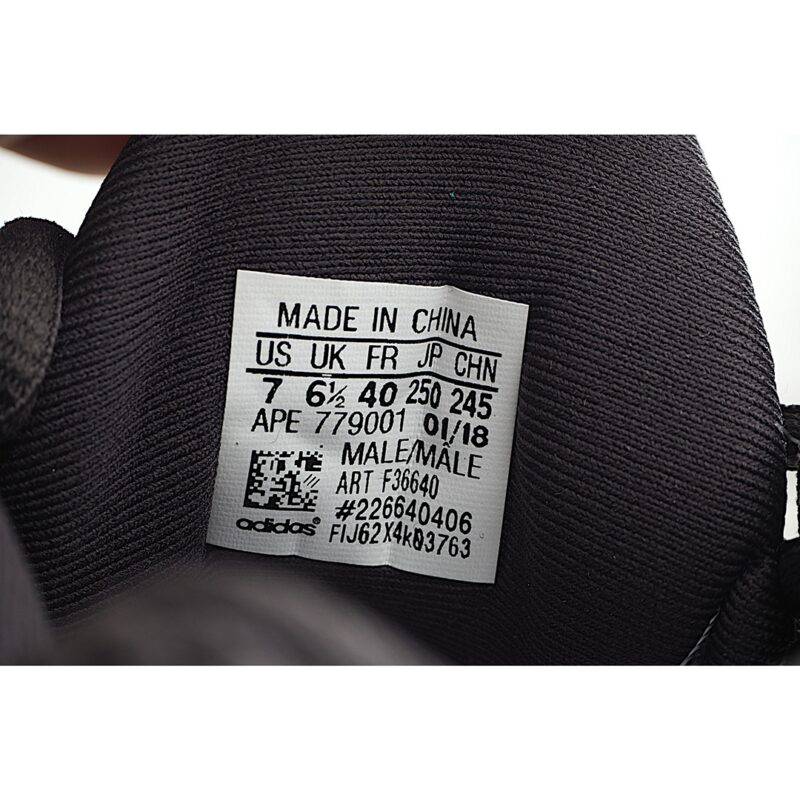 MADE IN CHINA
US UK FR JP CHN
7 6½ 40 250 245
APE 779001 01/18
MALE/MÂLE
ART F36640
#226640406
adidas® FIJ62X4kD3763